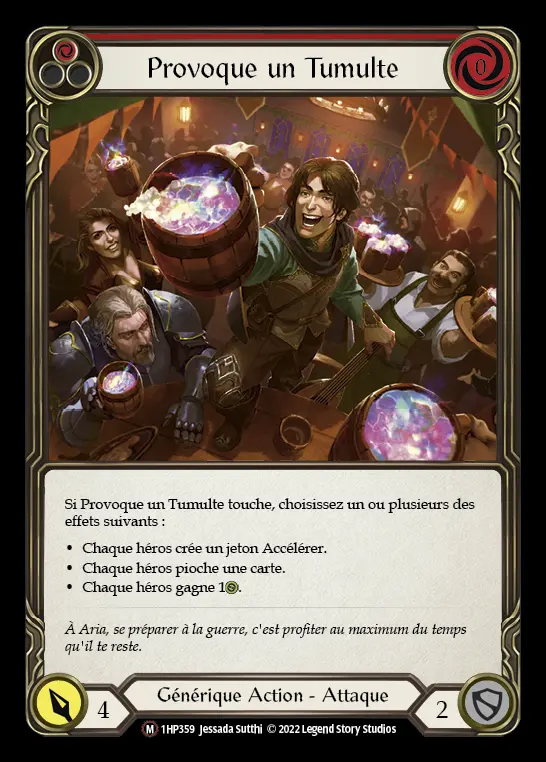 Provoque un Tumulte
0
Si Provoque un Tumulte touche, choisissez un ou plusieurs des
effets suivants :
• Chaque héros crée un jeton Accélérer.
• Chaque héros pioche une carte.
• Chaque héros gagne 1.
À Aria, se préparer à la guerre, c'est profiter au maximum du temps
qu'il te reste.
4
Générique Action - Attaque
2
M 1HP359 Jessada Sutthi © 2022 Legend Story Studios